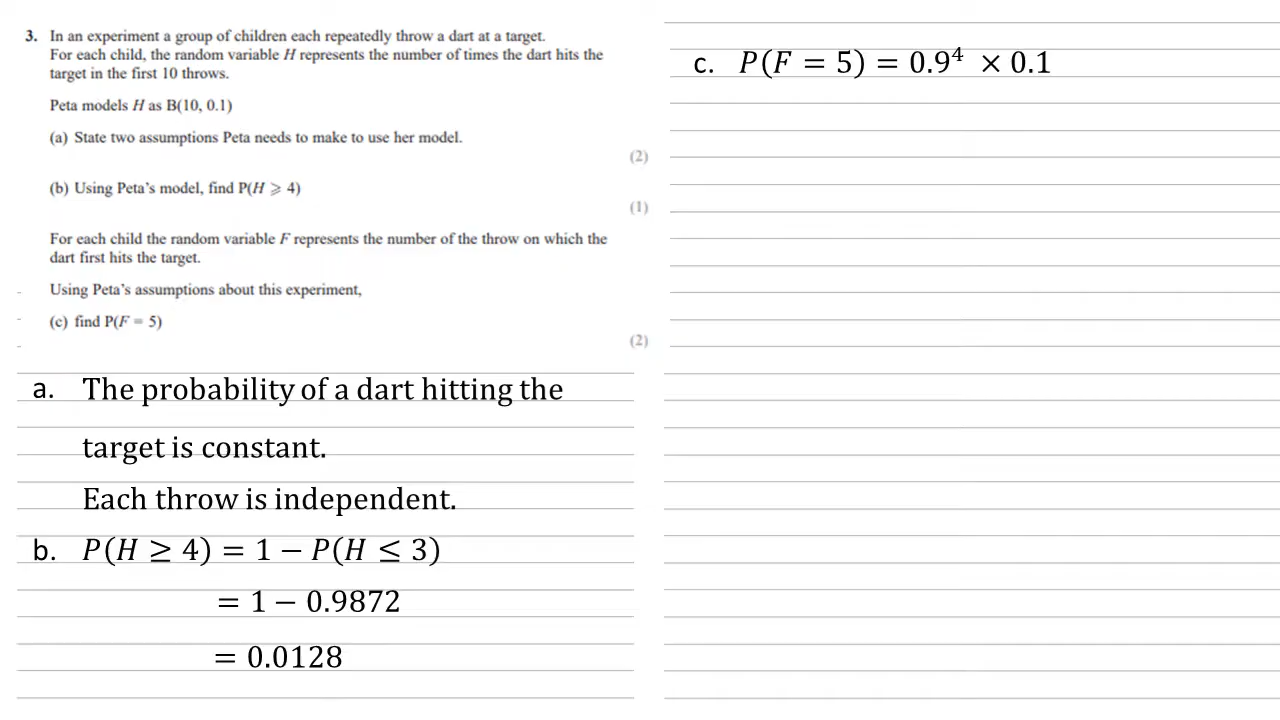 3. In an experiment a group of children each repeatedly throw a dart at a target.
For each child, the random variable H represents the number of times the dart hits the
target in the first 10 throws.
Peta models H as B(10, 0.1)
(a) State two assumptions Peta needs to make to use her model.
(2)
(b) Using Peta's model, find P(H ⩾ 4)
(1)
For each child the random variable F represents the number of the throw on which the
dart first hits the target.
Using Peta's assumptions about this experiment,
(c) find P(F = 5)
(2)
a. The probability of a dart hitting the
target is constant.
Each throw is independent.
b. P(H ≥ 4) = 1 − P(H ≤ 3)
= 1 − 0.9872
= 0.0128
c. P(F = 5) = 0.9⁴ × 0.1